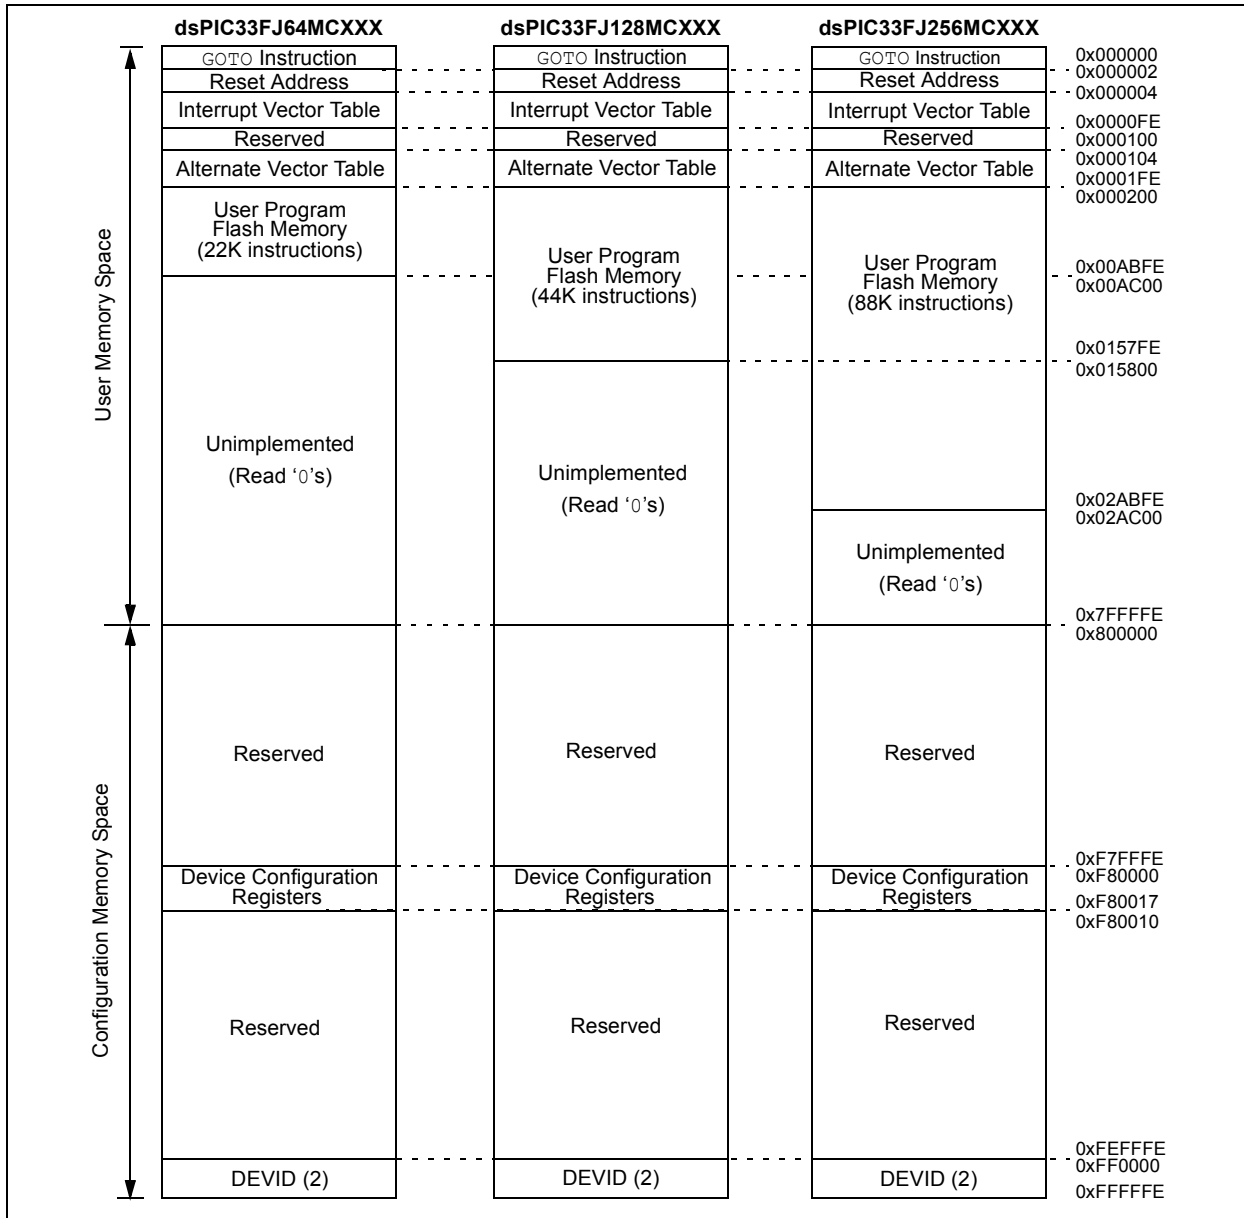 dsPIC33FJ64MCXXX
dsPIC33FJ128MCXXX
dsPIC33FJ256MCXXX
GOTO Instruction
GOTO Instruction
GOTO Instruction
0x000000
Reset Address
Reset Address
Reset Address
0x000002
0x000004
Interrupt Vector Table
Interrupt Vector Table
Interrupt Vector Table
0x0000FE
Reserved
Reserved
Reserved
0x000100
0x000104
Alternate Vector Table
Alternate Vector Table
Alternate Vector Table
0x0001FE
0x000200
User Program
Flash Memory
(22K instructions)
User Program
Flash Memory
(44K instructions)
User Program
Flash Memory
(88K instructions)
0x00ABFE
0x00AC00
0x0157FE
0x015800
User Memory Space
Unimplemented
(Read ‘0’s)
Unimplemented
(Read ‘0’s)
0x02ABFE
0x02AC00
Unimplemented
(Read ‘0’s)
0x7FFFFE
0x800000
Reserved
Reserved
Reserved
Configuration Memory Space
0xF7FFFE
0xF80000
Device Configuration
Registers
Device Configuration
Registers
Device Configuration
Registers
0xF80017
0xF80010
Reserved
Reserved
Reserved
0xFEFFFE
0xFF0000
DEVID (2)
DEVID (2)
DEVID (2)
0xFFFFFE